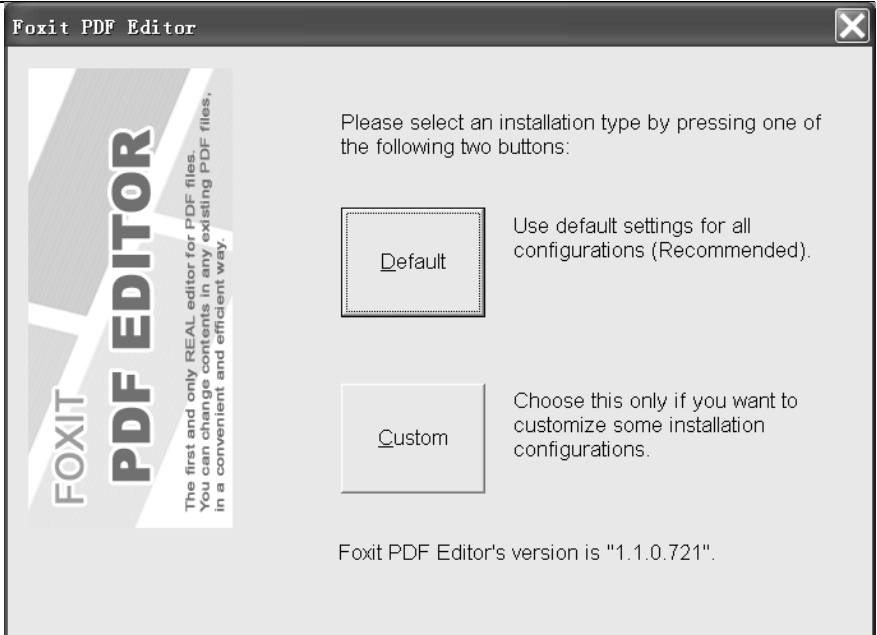 Foxit PDF Editor
FOXIT
PDF EDITOR
The first and only REAL editor for PDF files.
You can change contents in any existing PDF files,
in a convenient and efficient way.
Please select an installation type by pressing one of
the following two buttons:
Default
Use default settings for all
configurations (Recommended).
Custom
Choose this only if you want to
customize some installation
configurations.
Foxit PDF Editor's version is "1.1.0.721".